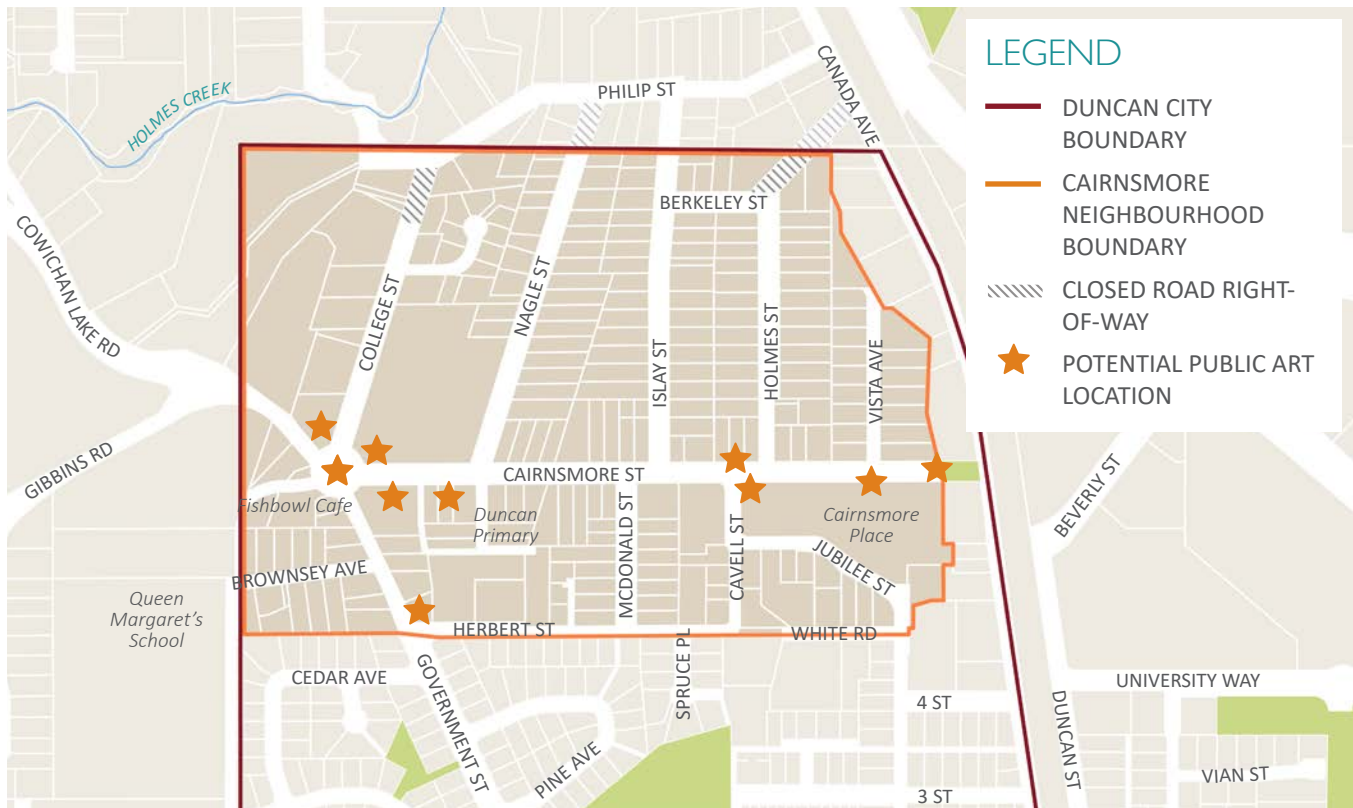 LEGEND
DUNCAN CITY
BOUNDARY
CAIRNSMORE
NEIGHBOURHOOD
BOUNDARY
CLOSED ROAD RIGHT-
OF-WAY
POTENTIAL PUBLIC ART
LOCATION
HOLMES CREEK
PHILIP ST
CANADA AVE
BERKELEY ST
COWICHAN LAKE RD
COLLEGE ST
NAGLE ST
ISLAY ST
HOLMES ST
VISTA AVE
GIBBINS RD
CAIRNSMORE ST
BEVERLY ST
Fishbowl Cafe
Duncan
Primary
MCDONALD ST
CAVELL ST
Cairnsmore
Place
JUBILEE ST
BROWNSEY AVE
Queen
Margaret's
School
HERBERT ST
WHITE RD
SPRUCE PL
CEDAR AVE
GOVERNMENT ST
UNIVERSITY WAY
4 ST
DUNCAN ST
PINE AVE
VIAN ST
3 ST